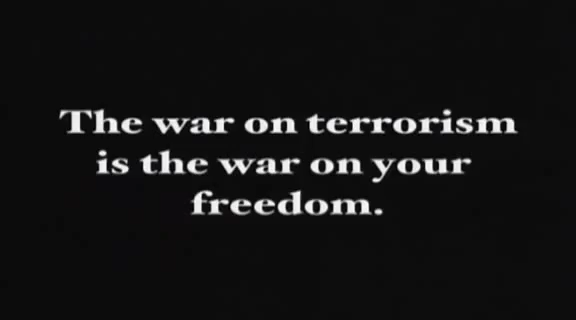 The war on terrorism
is the war on your
freedom.